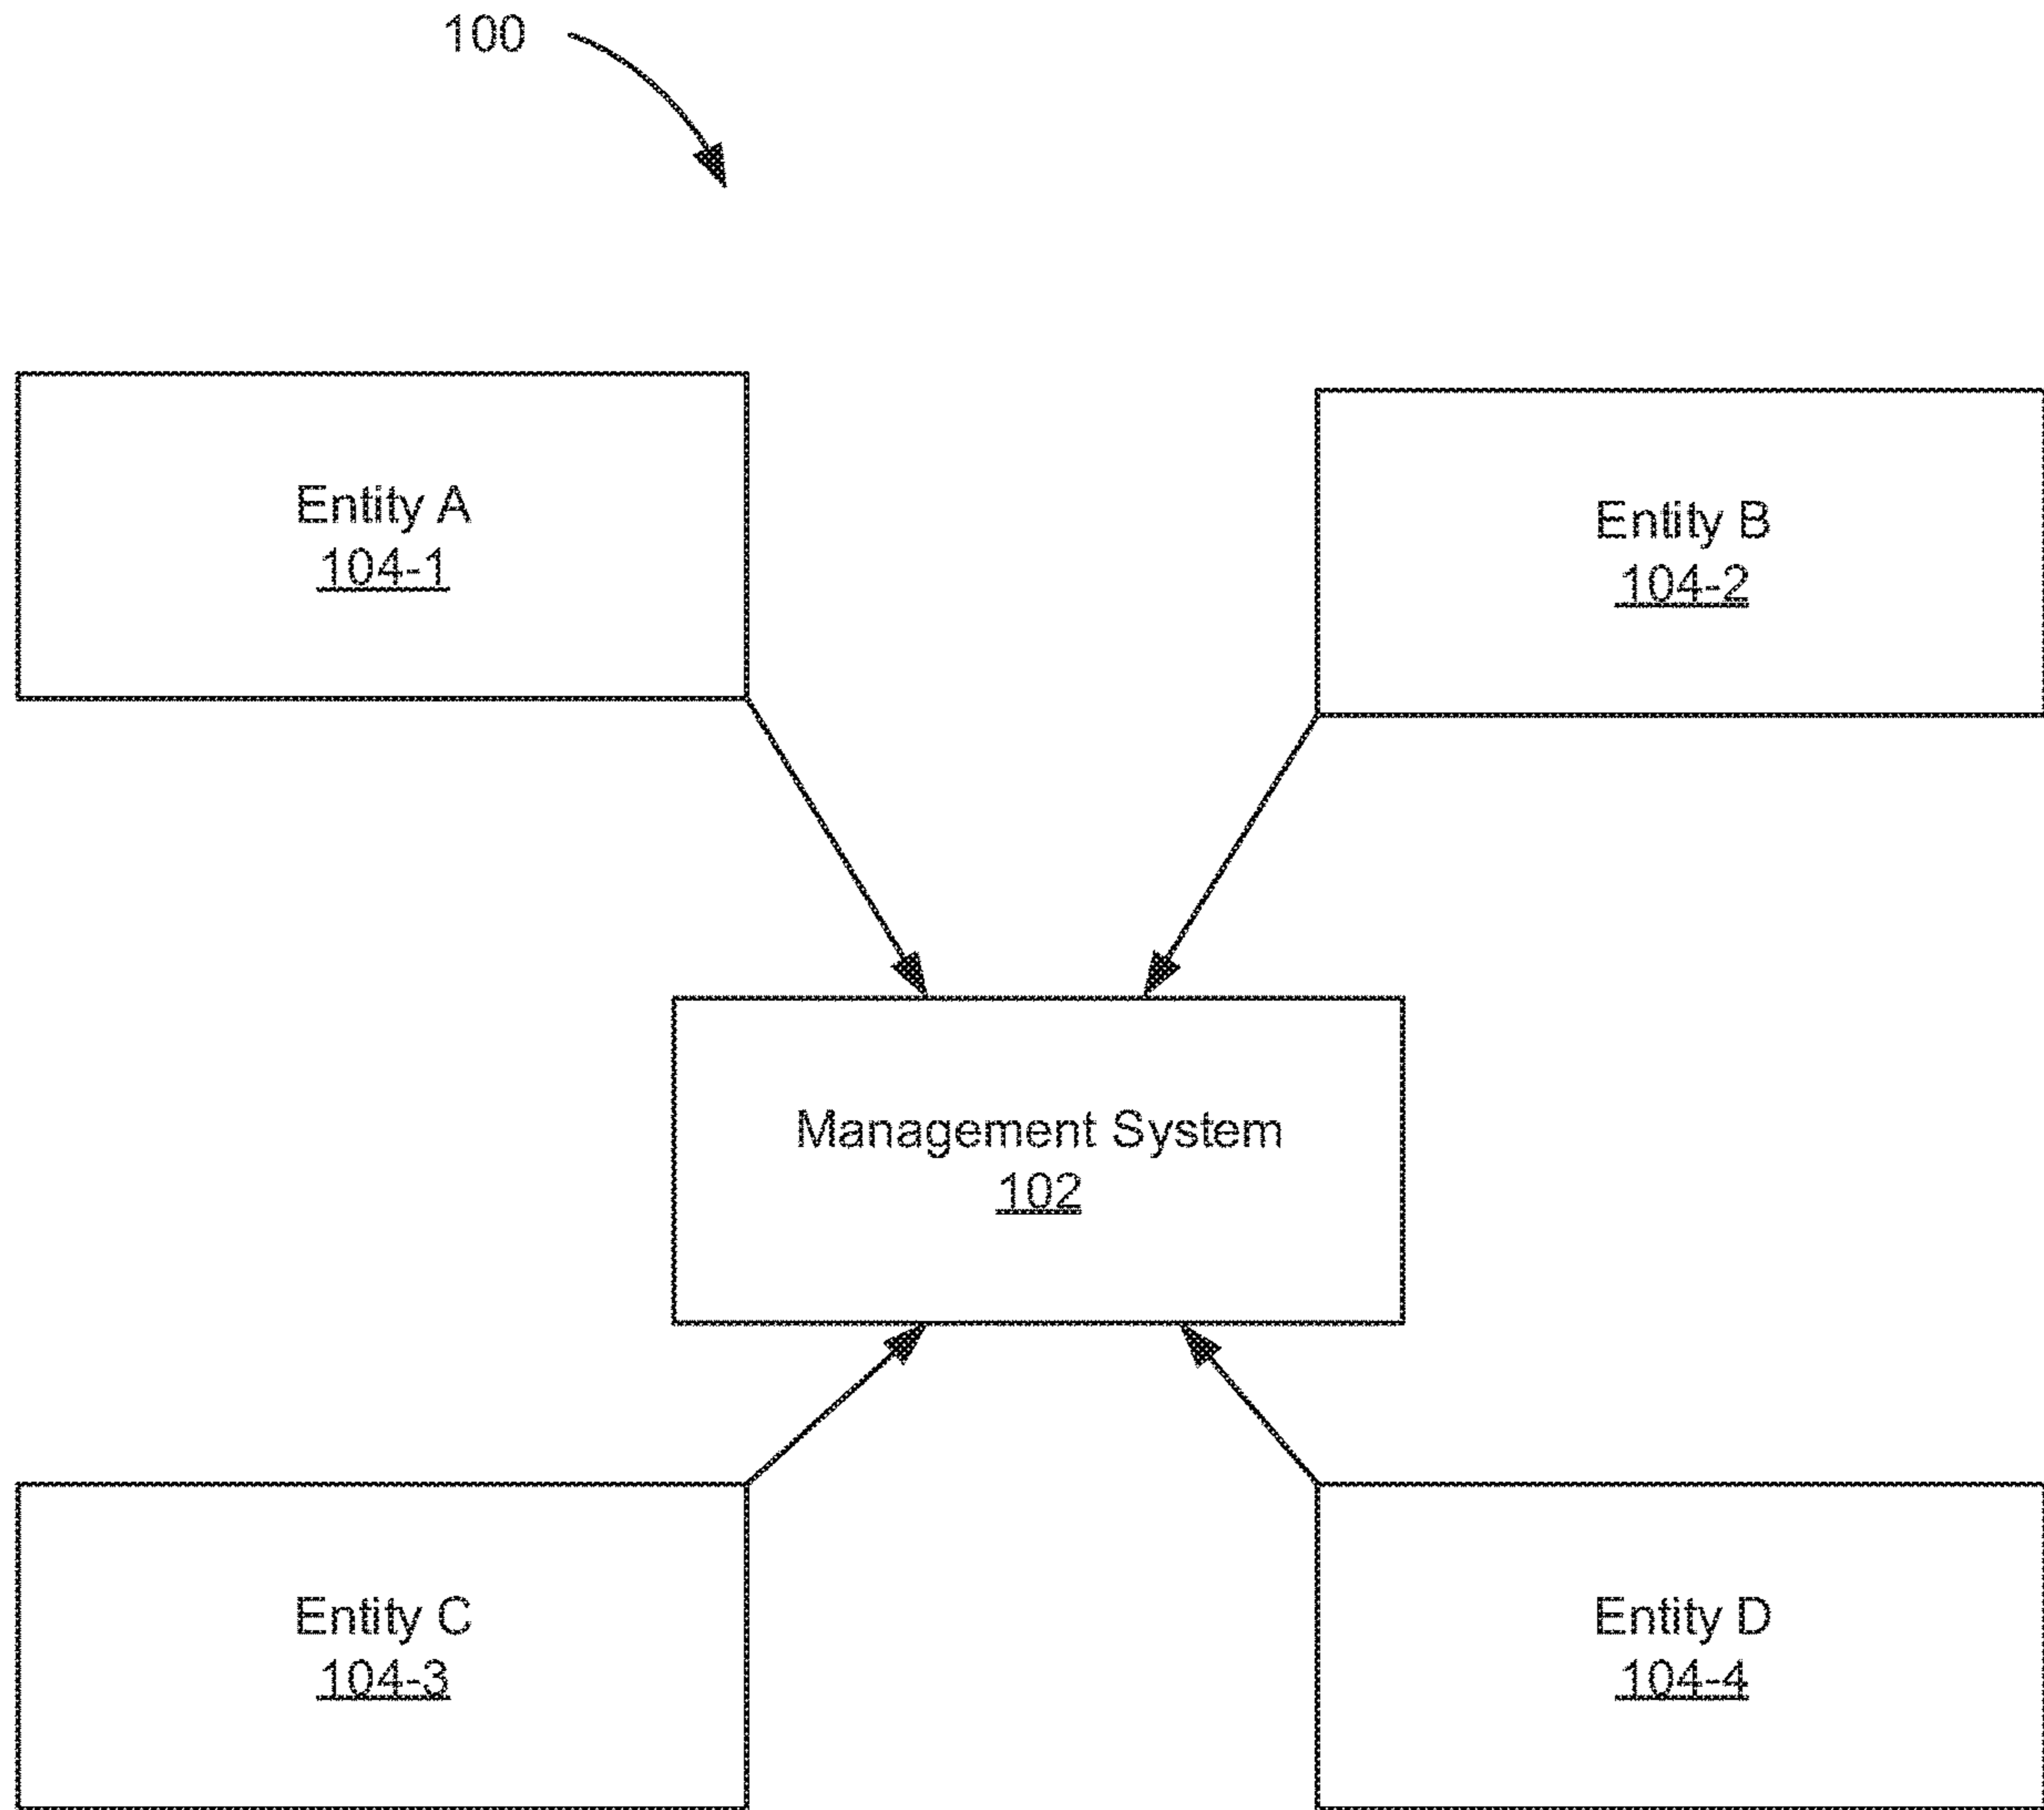 100
Entity A
104-1
Entity B
104-2
Management System
102
Entity C
104-3
Entity D
104-4